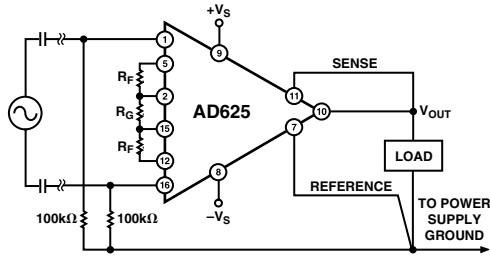 +VS
1
9
5
SENSE
RF
11
2
AD625
10
VOUT
RG
15
7
LOAD
RF
12
8
REFERENCE
16
TO POWER
SUPPLY
GROUND
100kΩ
100kΩ
–VS